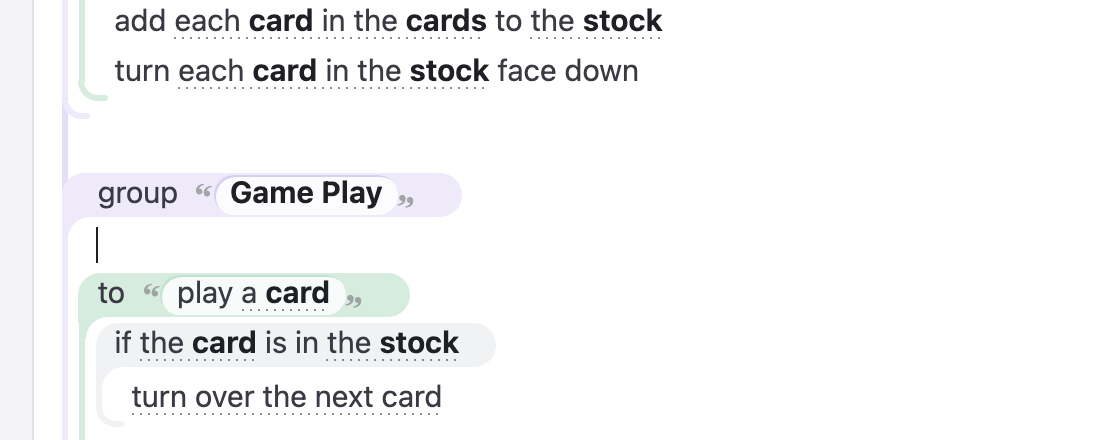 add each card in the cards to the stock
turn each card in the stock face down
group “ Game Play „
to “ play a card „
if the card is in the stock
turn over the next card